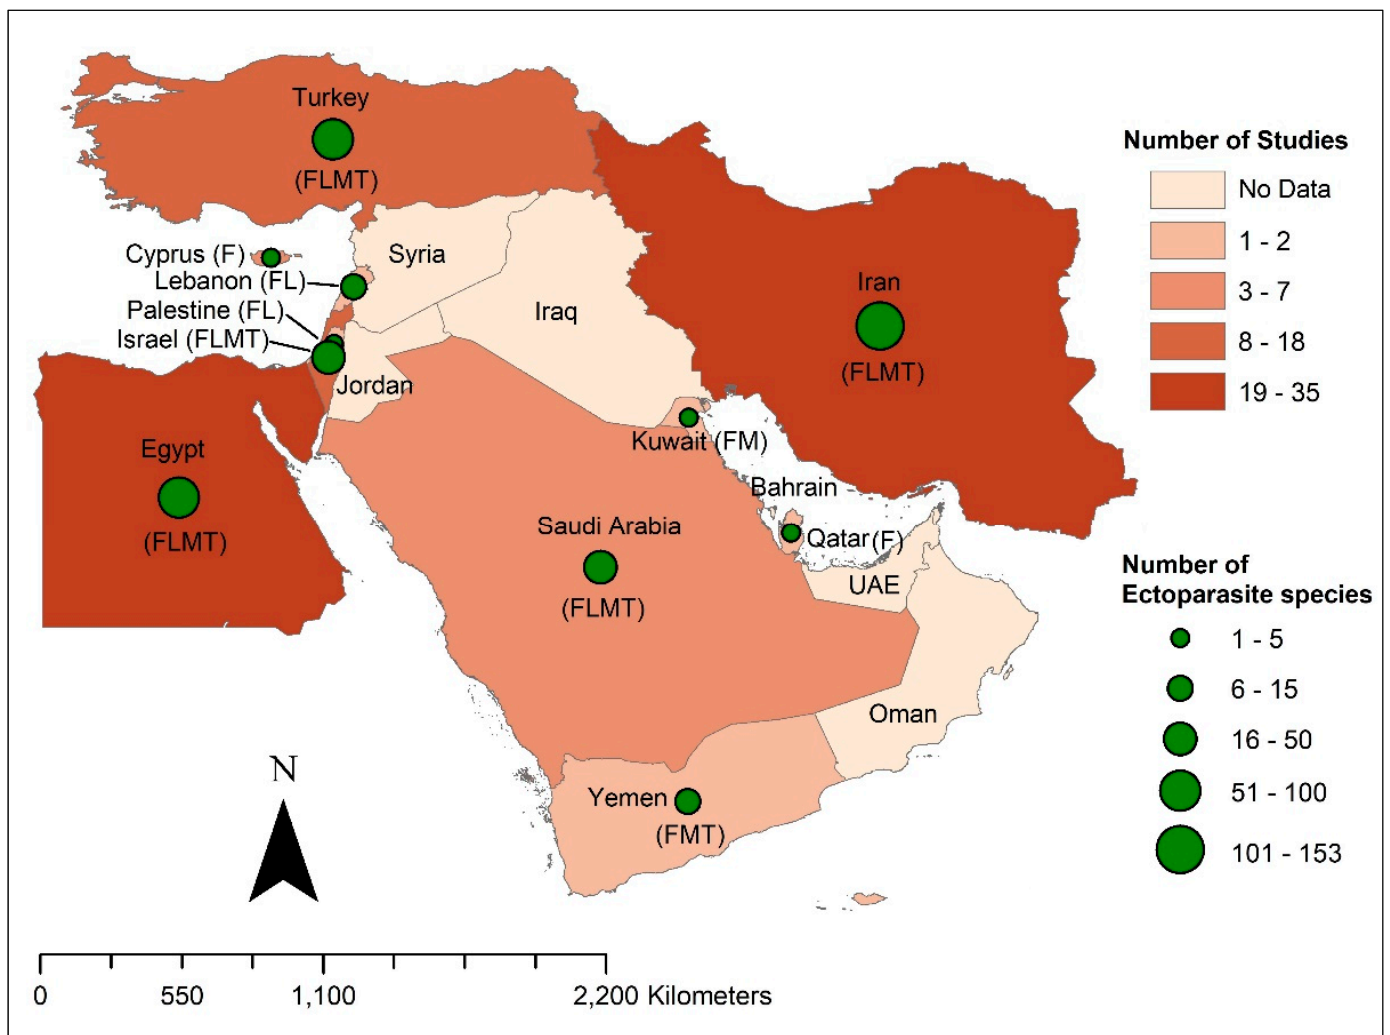 Turkey
(FLMT)
Cyprus (F)
Lebanon (FL)
Palestine (FL)
Israel (FLMT)
Syria
Iraq
Iran
(FLMT)
Jordan
Egypt
(FLMT)
Kuwait (FM)
Bahrain
Qatar (F)
Saudi Arabia
(FLMT)
UAE
Oman
Yemen
(FMT)
Number of Studies
No Data
1 - 2
3 - 7
8 - 18
19 - 35
Number of
Ectoparasite species
1 - 5
6 - 15
16 - 50
51 - 100
101 - 153
N
0 550 1,100 2,200 Kilometers